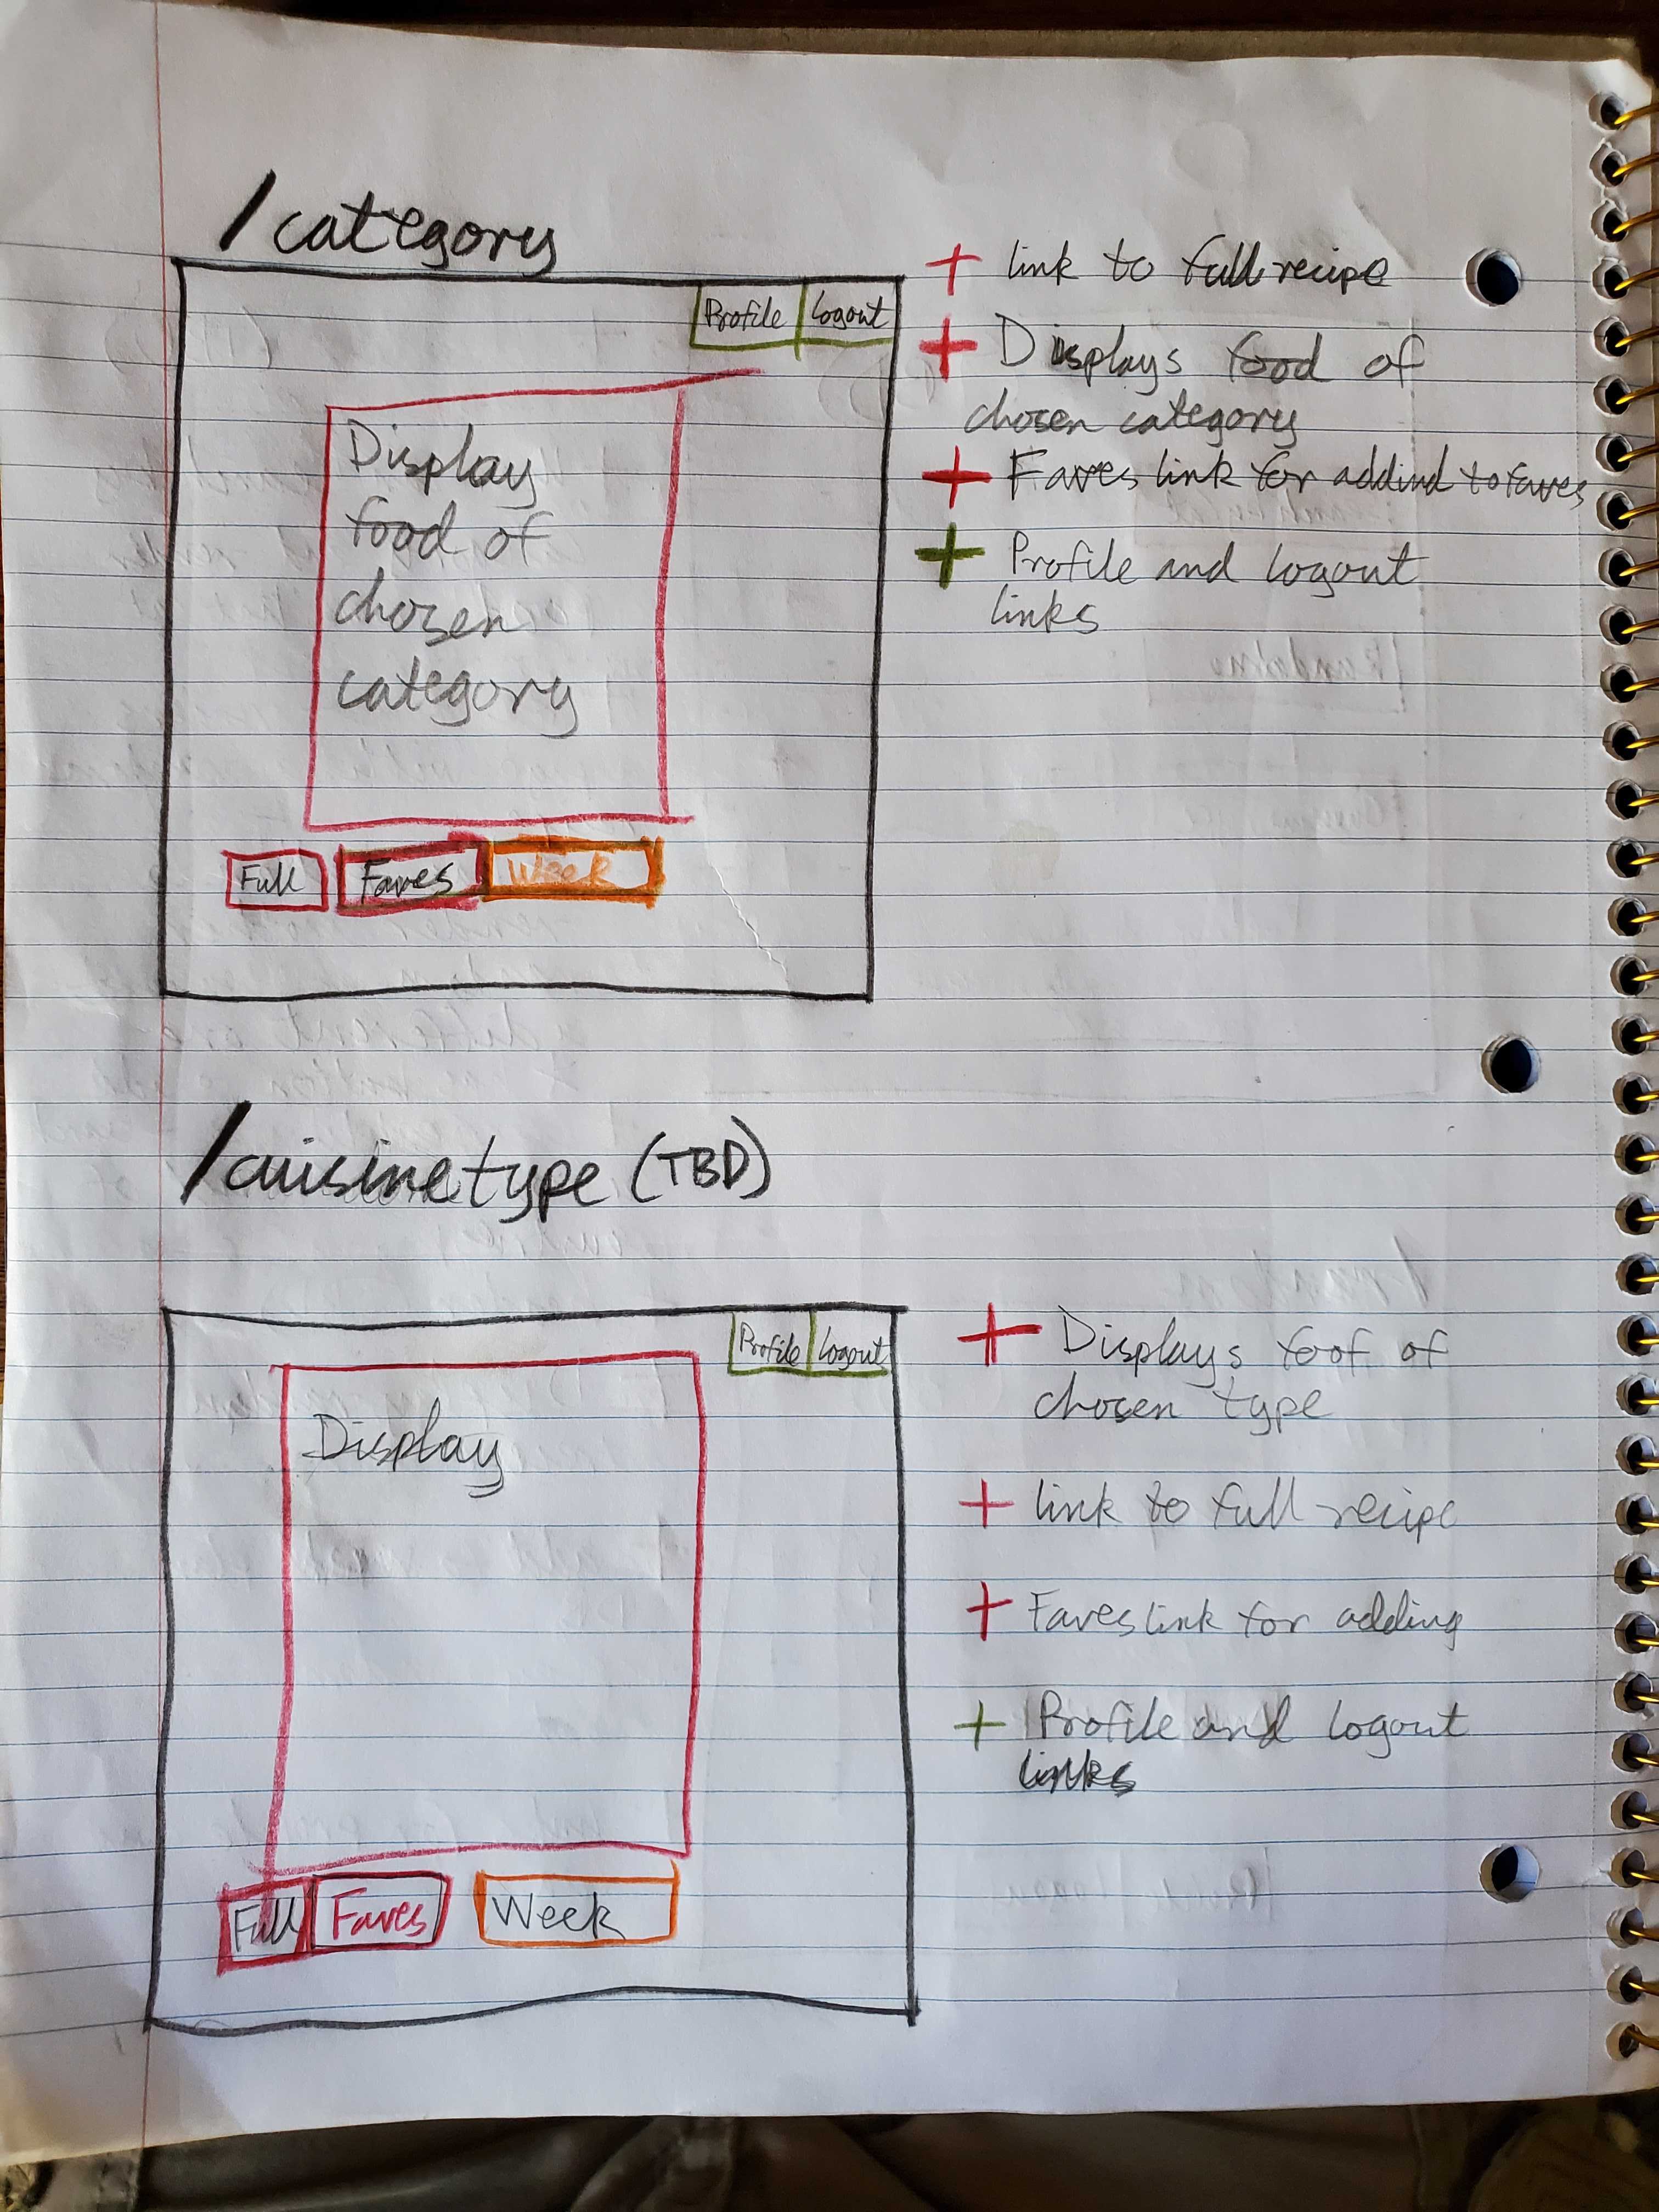 /category
Profile
Logout
Display
food of
chosen
category
Full
Faves
Week
+ link to full recipe
+ Displays food of
chosen category
+ Faves link for addind to faves
+ Profile and logout
links
/cuisinetype (TBD)
Profile
Logout
Display
Full
Faves
Week
+ Displays foof of
chosen type
+ link to full recipe
+ Faves link for adding
+ Profile and logout
links